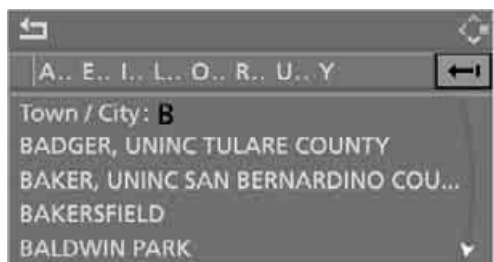 A.. E.. I.. L.. O.. R.. U.. Y
Town / City: B
BADGER, UNINC TULARE COUNTY
BAKER, UNINC SAN BERNARDINO COU...
BAKERSFIELD
BALDWIN PARK